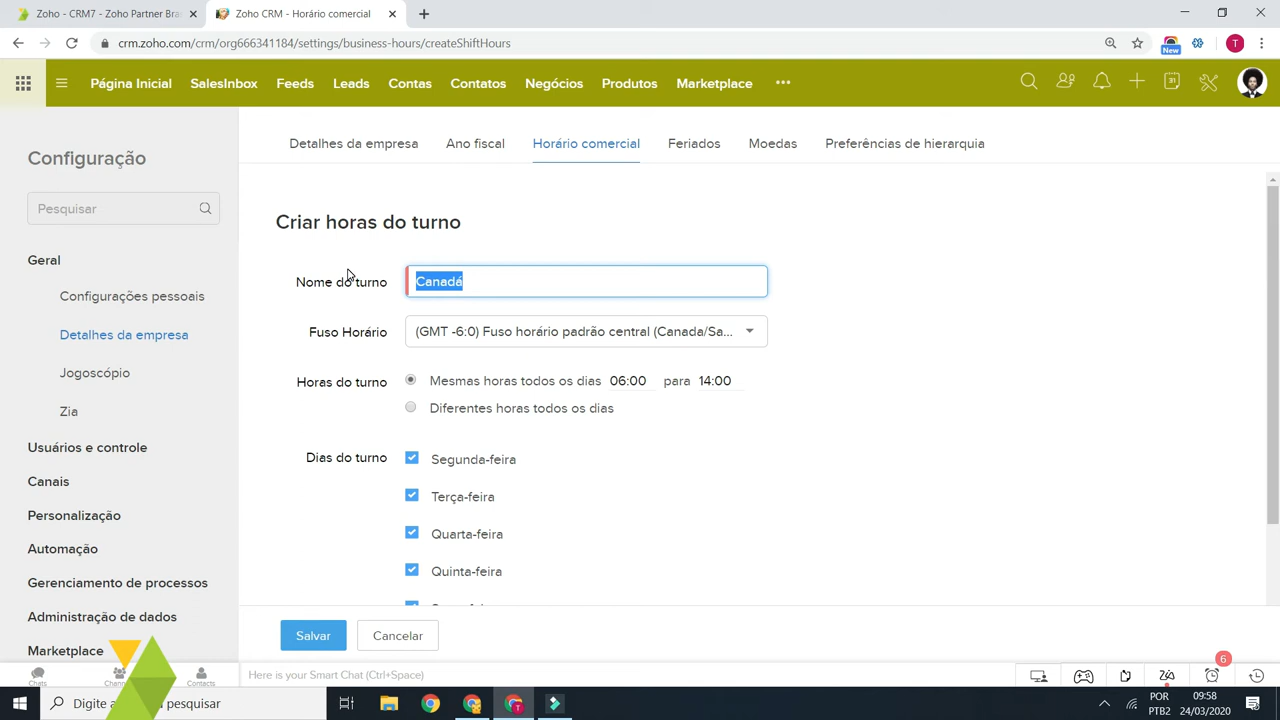 Zoho - CRM7 - Zoho Partner Bra
Zoho CRM - Horário comercial
crm.zoho.com/crm/org666341184/settings/business-hours/createShiftHours
New
T
Página Inicial SalesInbox Feeds Leads Contas Contatos Negócios Produtos Marketplace
Configuração
Pesquisar
Geral
Configurações pessoais
Detalhes da empresa
Jogoscópio
Zia
Usuários e controle
Canais
Personalização
Automação
Gerenciamento de processos
Administração de dados
Marketplace
Detalhes da empresa Ano fiscal Horário comercial Feriados Moedas Preferências de hierarquia
Criar horas do turno
Nome do turno Canadá
Fuso Horário (GMT -6:0) Fuso horário padrão central (Canada/Sa...
Horas do turno Mesmas horas todos os dias 06:00 para 14:00
Diferentes horas todos os dias
Dias do turno Segunda-feira
Terça-feira
Quarta-feira
Quinta-feira
Salvar Cancelar
Chats Contacts Here is your Smart Chat (Ctrl+Space) 6
Digite a pesquisar
POR
PTB2
09:58
24/03/2020